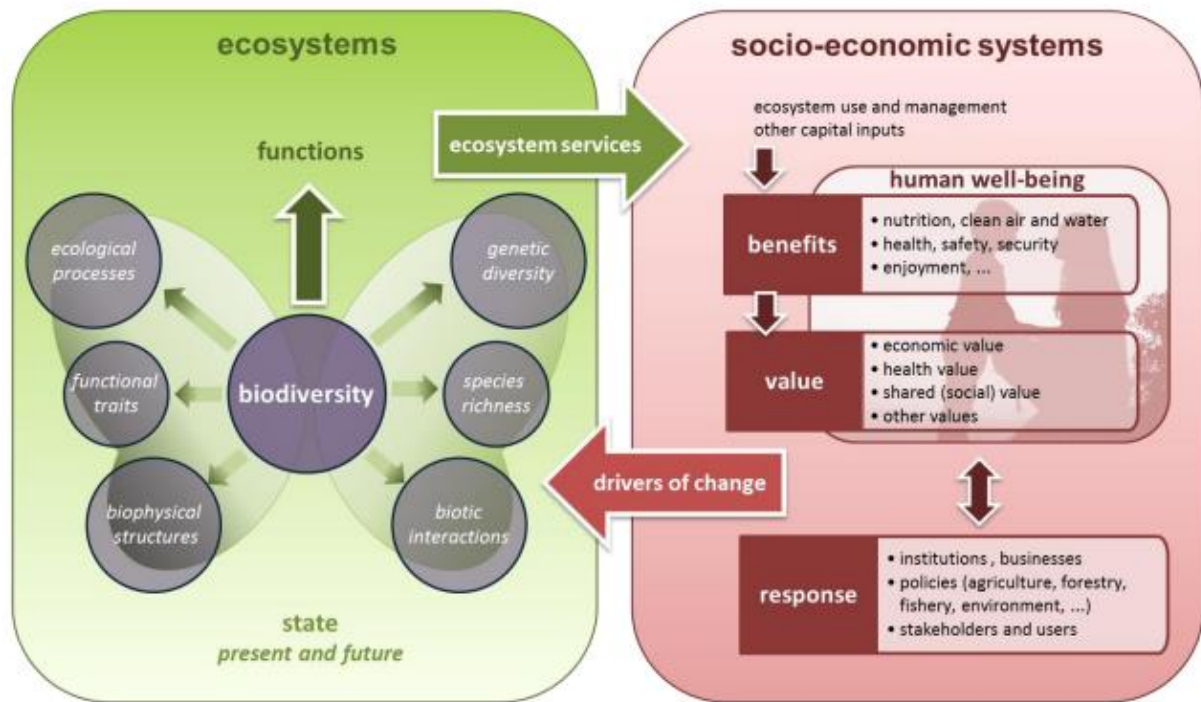 ecosystems
functions
ecological
processes
genetic
diversity
functional
traits
biodiversity
species
richness
biophysical
structures
biotic
interactions
state
present and future
ecosystem services
drivers of change
socio-economic systems
ecosystem use and management
other capital inputs
human well-being
benefits
• nutrition, clean air and water
• health, safety, security
• enjoyment, ...
value
• economic value
• health value
• shared (social) value
• other values
response
• institutions , businesses
• policies (agriculture, forestry,
fishery, environment, ...)
• stakeholders and users